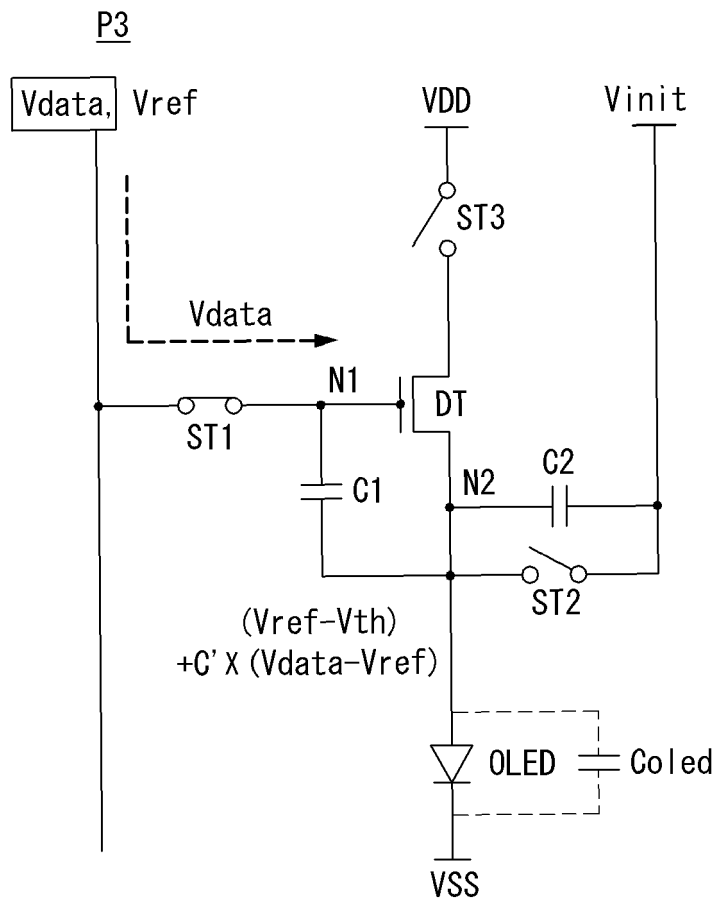 P3
Vdata, Vref
VDD
Vinit
ST3
Vdata
N1
DT
ST1
C1
N2
C2
ST2
(Vref-Vth)
+C'X(Vdata-Vref)
OLED
Coled
VSS